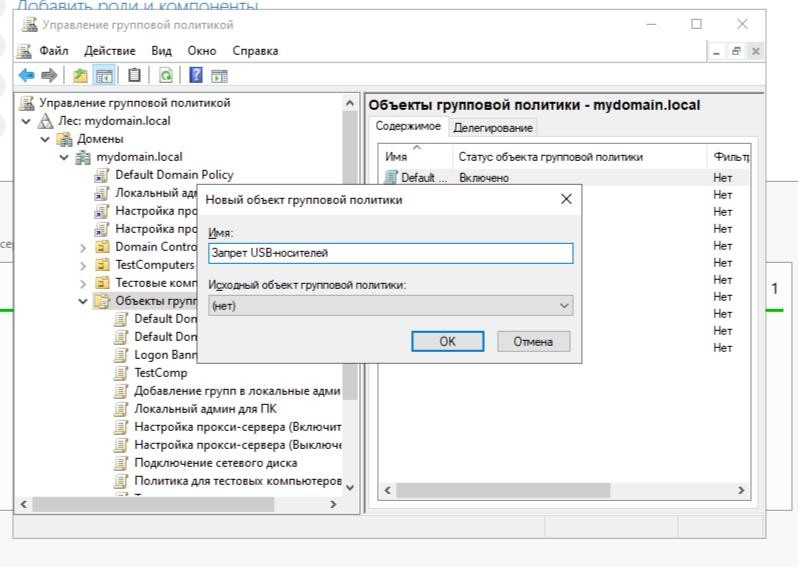 Добавить роли и компоненты
Управление групповой политикой
Файл Действие Вид Окно Справка
Управление групповой политикой
Лес: mydomain.local
Домены
mydomain.local
Default Domain Policy
Локальный адм
Настройка про
Настройка про
Domain Contro
TestComputers
Тестовые комп
Объекты групп
Default Don
Default Don
Logon Bann
TestComp
Добавление групп в локальные адми
Локальный админ для ПК
Настройка прокси-сервера (Включит
Настройка прокси-сервера (Выключе
Подключение сетевого диска
Политика для тестовых компьютеров
Объекты групповой политики - mydomain.local
Содержимое Делегирование
Имя Статус объекта групповой политики Фильтр
Default ... Включено Нет
Нет
Нет
Нет
Нет
Нет
Нет
Нет
Нет
Нет
Нет
Новый объект групповой политики
Имя:
Запрет USB-носителей
Исходный объект групповой политики:
(нет)
ОК Отмена
1